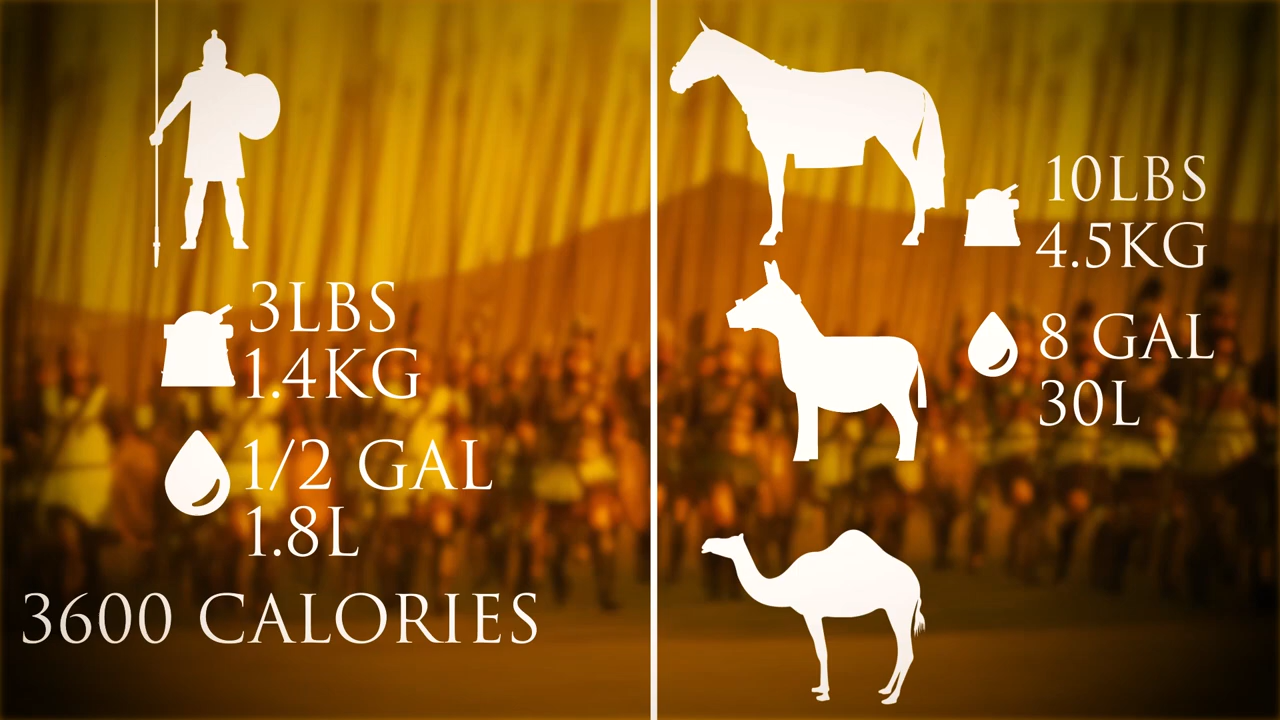 3LBS
1.4KG
1/2 GAL
1.8L
3600 CALORIES
10LBS
4.5KG
8 GAL
30L